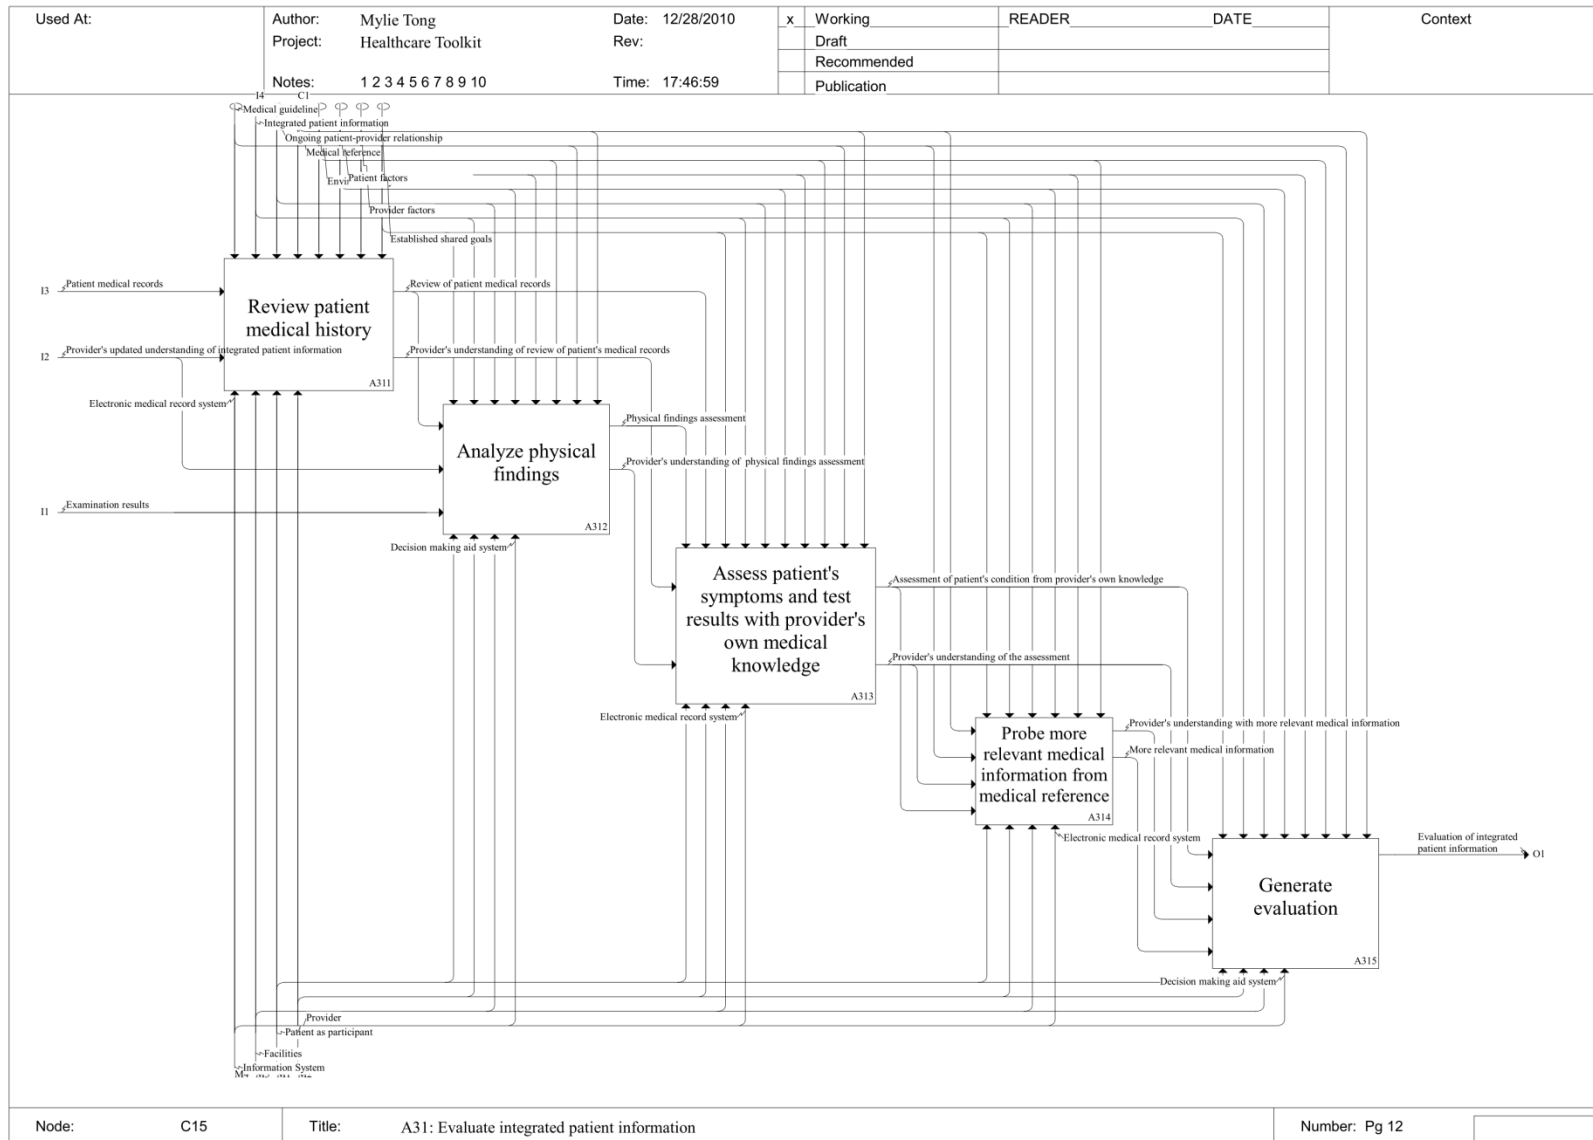 Used At:
Author: Mylie Tong
Date: 12/28/2010
x Working
READER DATE
Context
Project: Healthcare Toolkit
Rev:
Draft
Recommended
Notes: 1 2 3 4 5 6 7 8 9 10
Time: 17:46:59
Publication
I4 C1
Medical guideline
Integrated patient information
Ongoing patient-provider relationship
Medical reference
Envi
Patient factors
Provider factors
Established shared goals
I3 Patient medical records
Review patient
medical history
A311
Review of patient medical records
I2 Provider's updated understanding of integrated patient information
Provider's understanding of review of patient's medical records
Electronic medical record system
Physical findings assessment
Analyze physical
findings
A312
Provider's understanding of physical findings assessment
I1 Examination results
Decision making aid system
Assess patient's
symptoms and test
results with provider's
own medical
knowledge
A313
Assessment of patient's condition from provider's own knowledge
Provider's understanding of the assessment
Electronic medical record system
Probe more
relevant medical
information from
medical reference
A314
Provider's understanding with more relevant medical information
More relevant medical information
Electronic medical record system
Evaluation of integrated
patient information
O1
Generate
evaluation
A315
Decision making aid system
Provider
Patient as participant
Facilities
Information System
Node: C15
Title: A31: Evaluate integrated patient information
Number: Pg 12